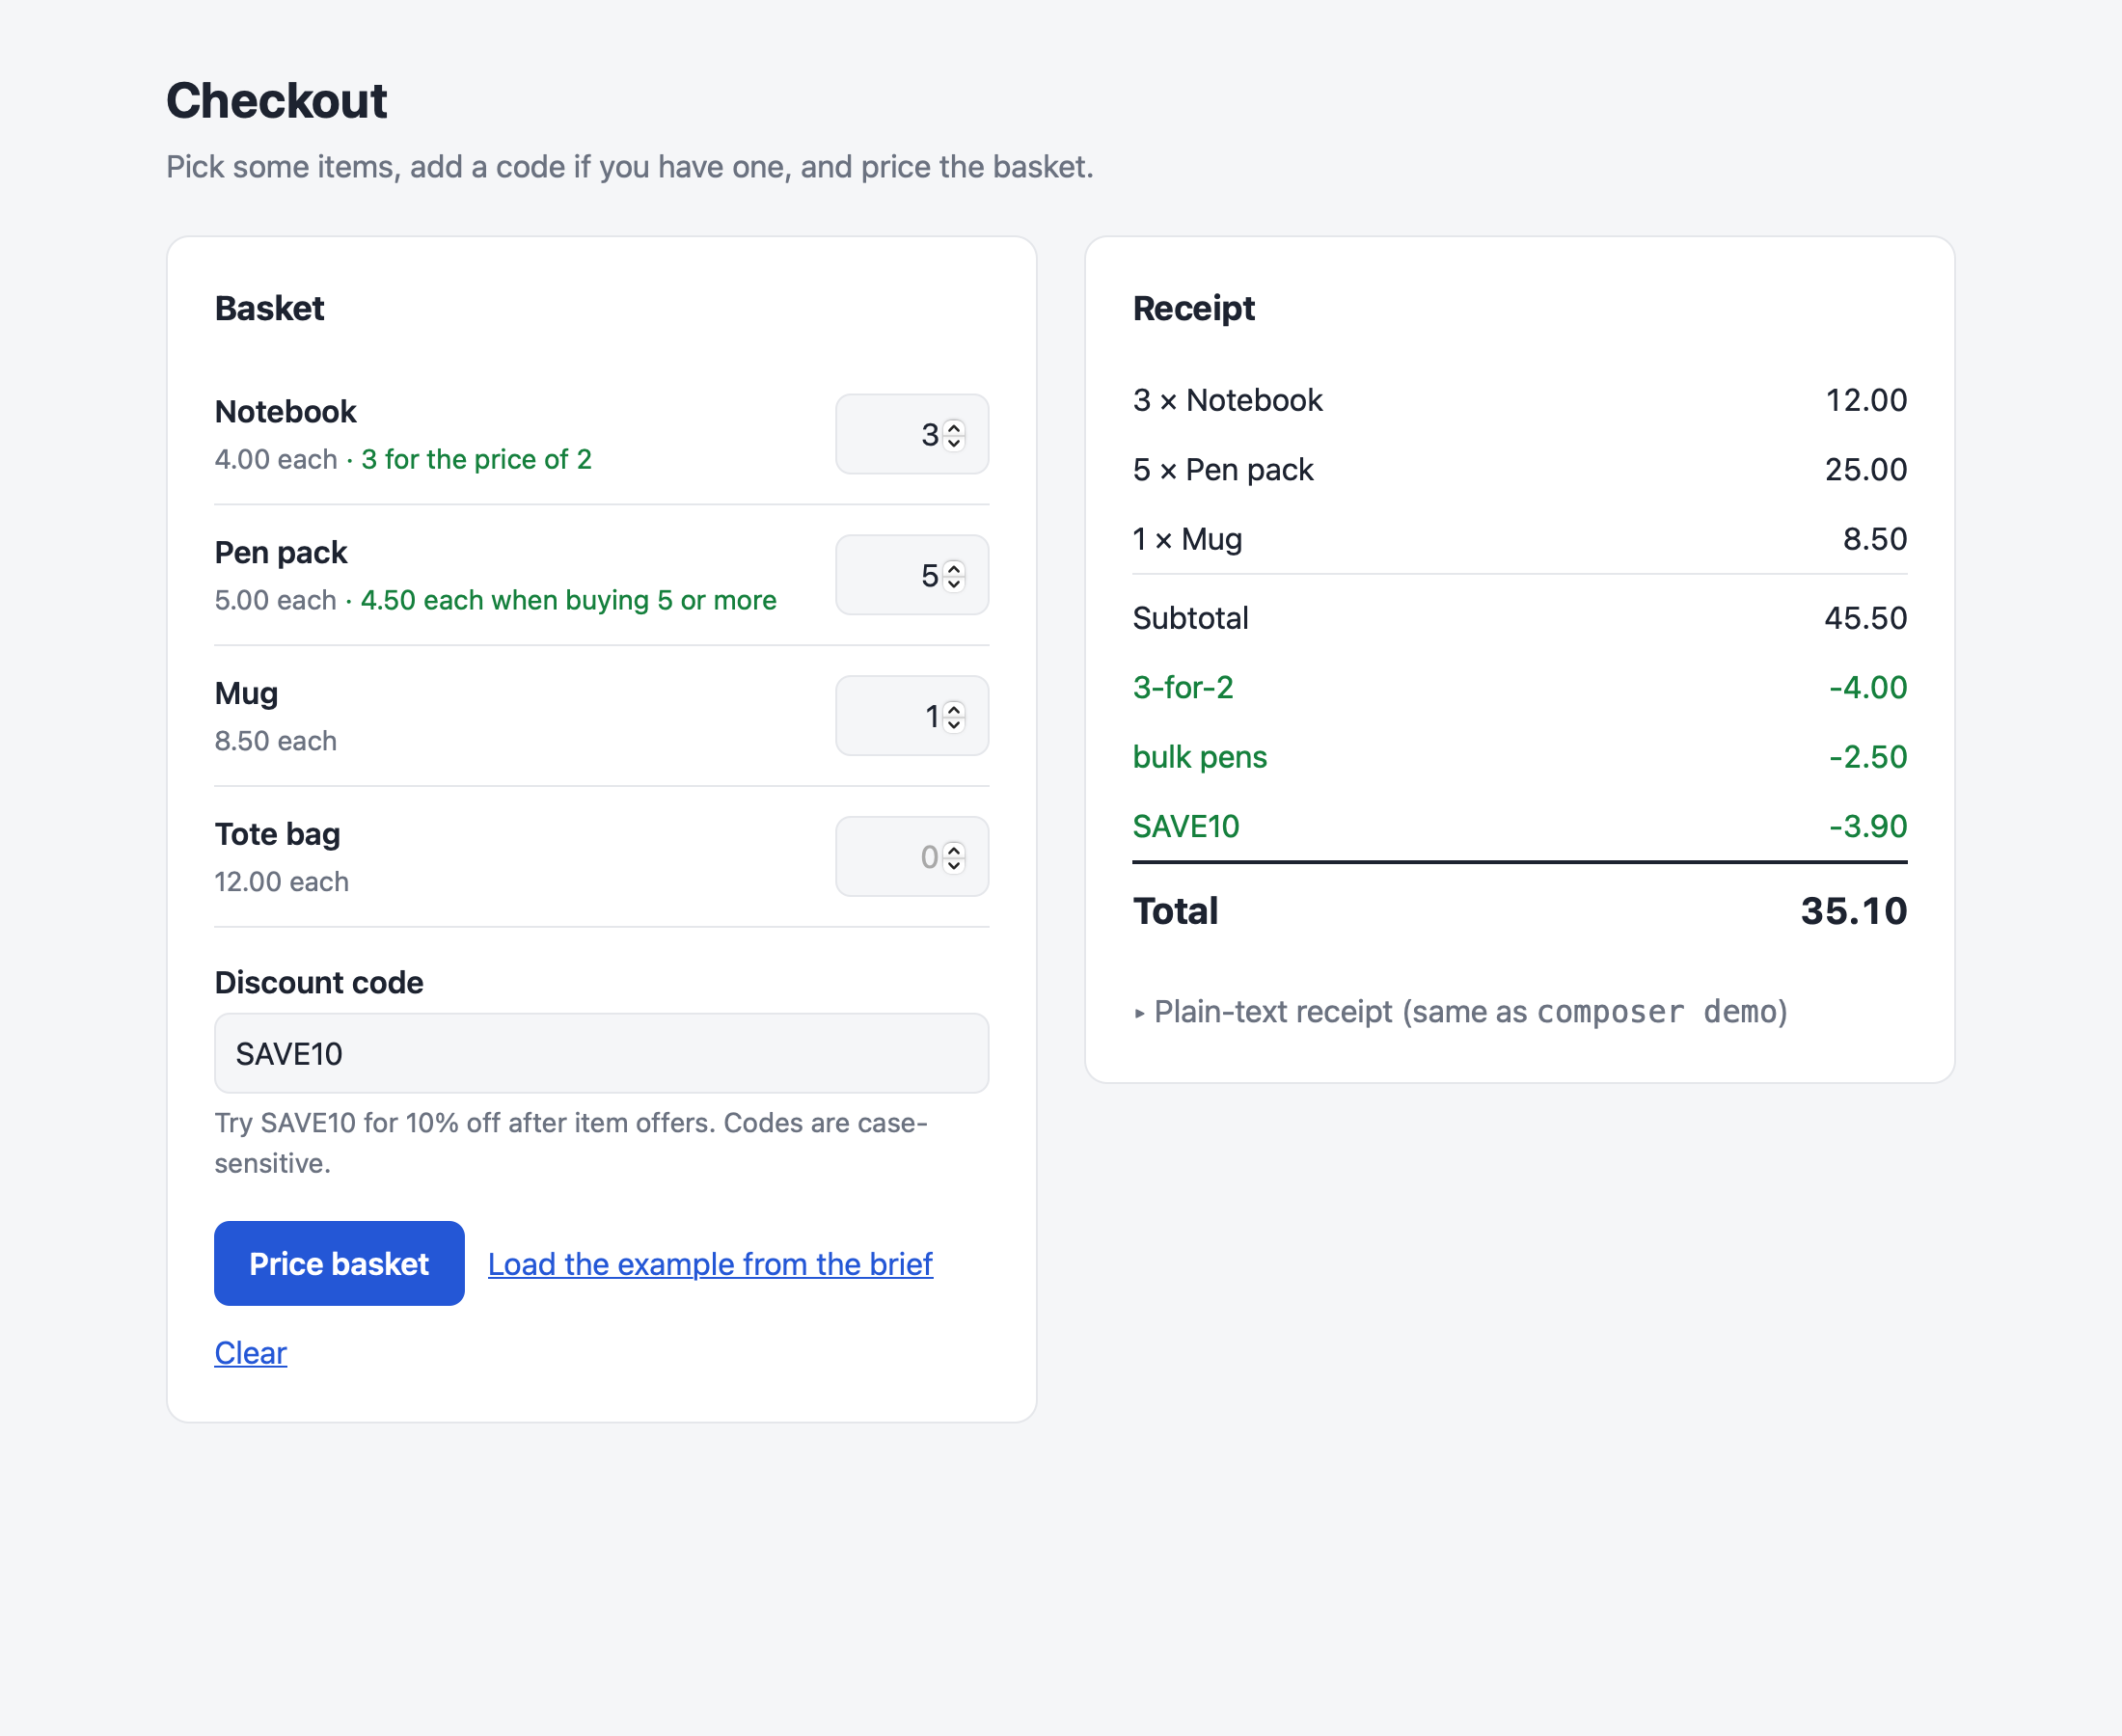 Checkout
Pick some items, add a code if you have one, and price the basket.
Basket
Notebook
4.00 each · 3 for the price of 2
3
Pen pack
5.00 each · 4.50 each when buying 5 or more
5
Mug
8.50 each
1
Tote bag
12.00 each
0
Discount code
SAVE10
Try SAVE10 for 10% off after item offers. Codes are case-
sensitive.
Price basket
Load the example from the brief
Clear
Receipt
3 × Notebook 12.00
5 × Pen pack 25.00
1 × Mug 8.50
Subtotal 45.50
3-for-2 -4.00
bulk pens -2.50
SAVE10 -3.90
Total 35.10
▸ Plain-text receipt (same as composer demo)